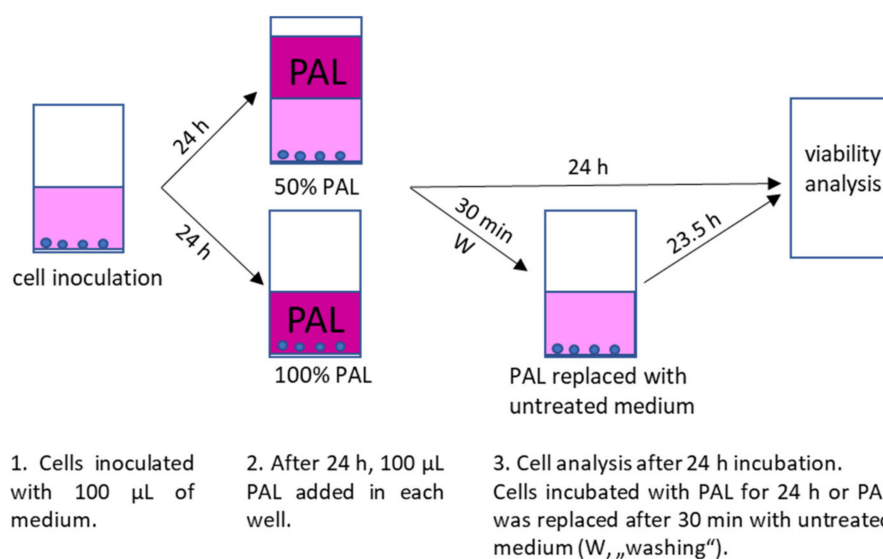 cell inoculation
24 h
24 h
PAL
50% PAL
PAL
100% PAL
24 h
30 min
W
23.5 h
PAL replaced with
untreated medium
viability
analysis
1. Cells inoculated
with 100 µL of
medium.
2. After 24 h, 100 µL
PAL added in each
well.
3. Cell analysis after 24 h incubation.
Cells incubated with PAL for 24 h or PAL
was replaced after 30 min with untreated
medium (W, „washing“).